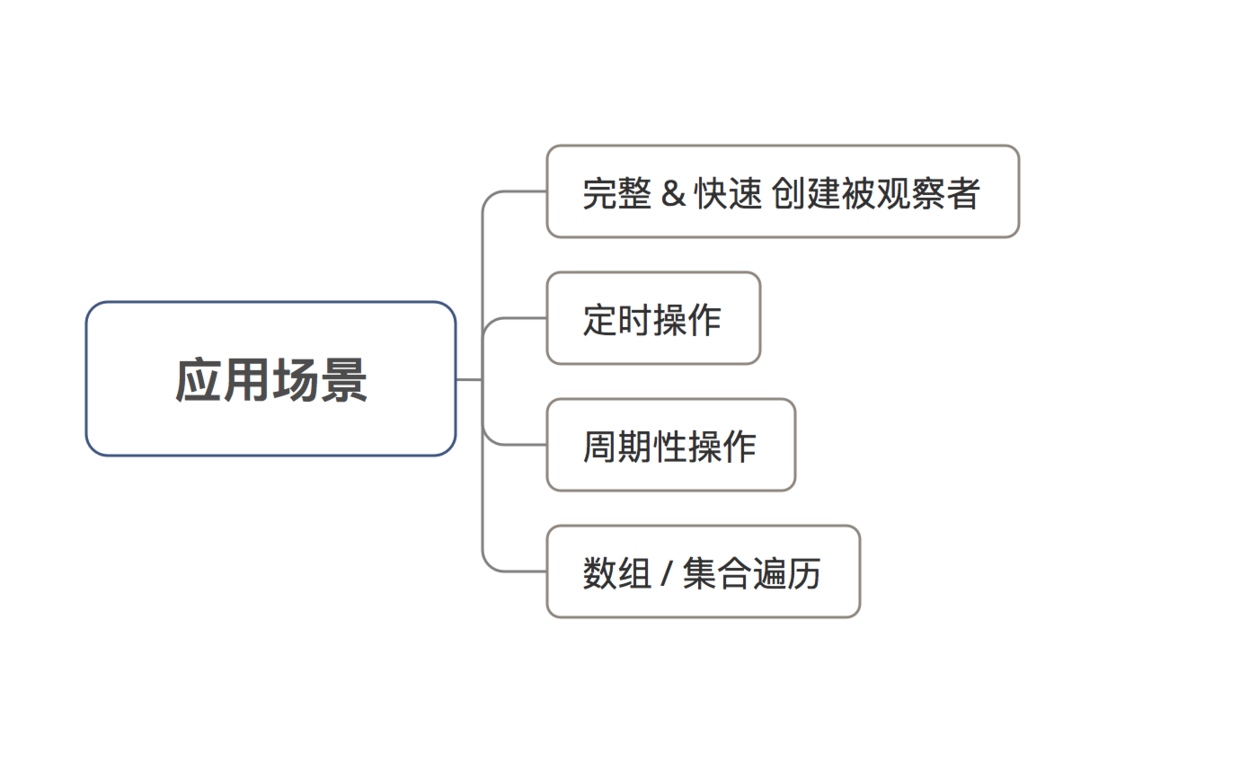 应用场景
完整 & 快速 创建被观察者
定时操作
周期性操作
数组 / 集合遍历